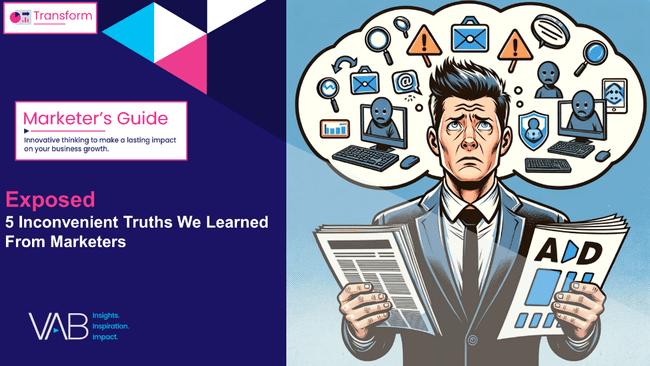 Transform
Marketer's Guide
Innovative thinking to make a lasting impact
on your business growth.
Exposed
5 Inconvenient Truths We Learned
From Marketers
VAB
Insights.
Inspiration.
Impact.
@
A D